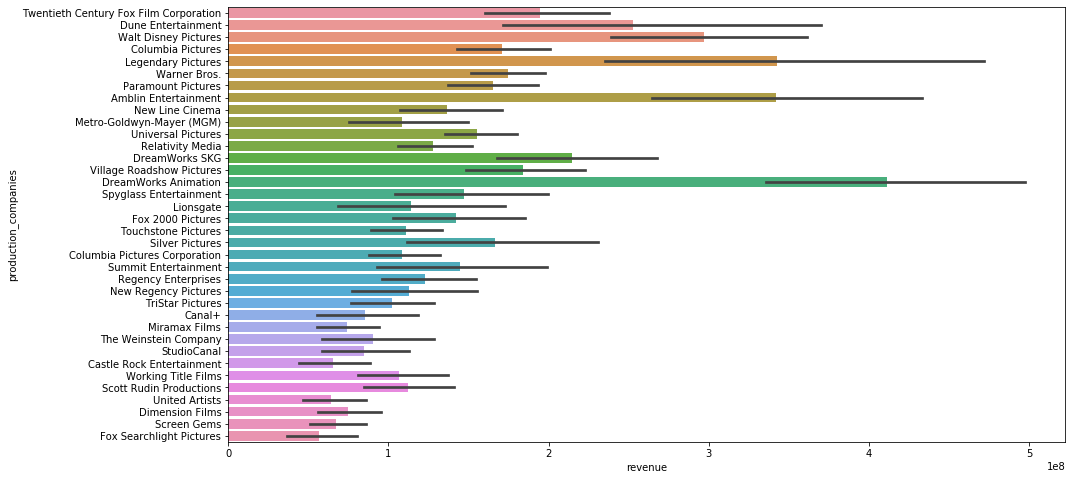 production_companies
Twentieth Century Fox Film Corporation
Dune Entertainment
Walt Disney Pictures
Columbia Pictures
Legendary Pictures
Warner Bros.
Paramount Pictures
Amblin Entertainment
New Line Cinema
Metro-Goldwyn-Mayer (MGM)
Universal Pictures
Relativity Media
DreamWorks SKG
Village Roadshow Pictures
DreamWorks Animation
Spyglass Entertainment
Lionsgate
Fox 2000 Pictures
Touchstone Pictures
Silver Pictures
Columbia Pictures Corporation
Summit Entertainment
Regency Enterprises
New Regency Pictures
TriStar Pictures
Canal+
Miramax Films
The Weinstein Company
StudioCanal
Castle Rock Entertainment
Working Title Films
Scott Rudin Productions
United Artists
Dimension Films
Screen Gems
Fox Searchlight Pictures
0 1 2 3 4 5
1e8
revenue